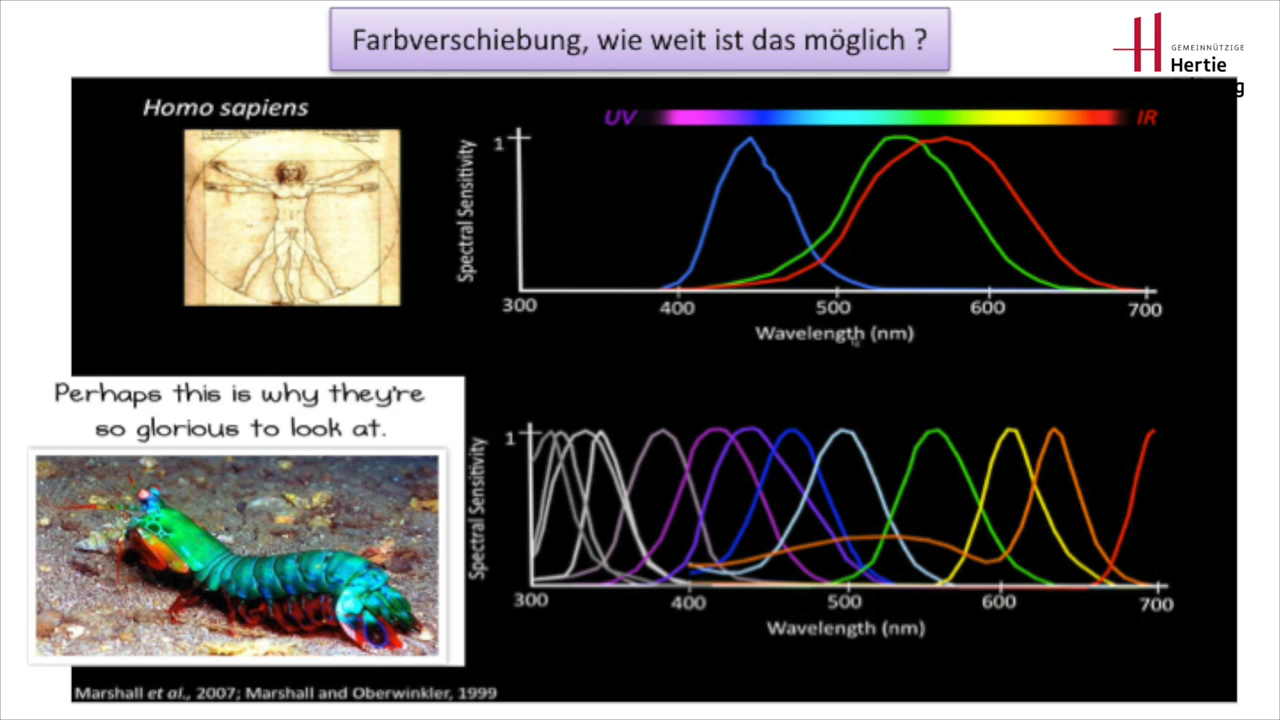 Farbverschiebung, wie weit ist das möglich ?
GEMEINNÜTZIGE
Hertie
g
Homo sapiens
UV
IR
1
Spectral Sensitivity
300
400
500
600
700
Wavelength (nm)
Perhaps this is why they're
so glorious to look at.
1
Spectral Sensitivity
300
400
500
600
700
Wavelength (nm)
Marshall et al., 2007; Marshall and Oberwinkler, 1999